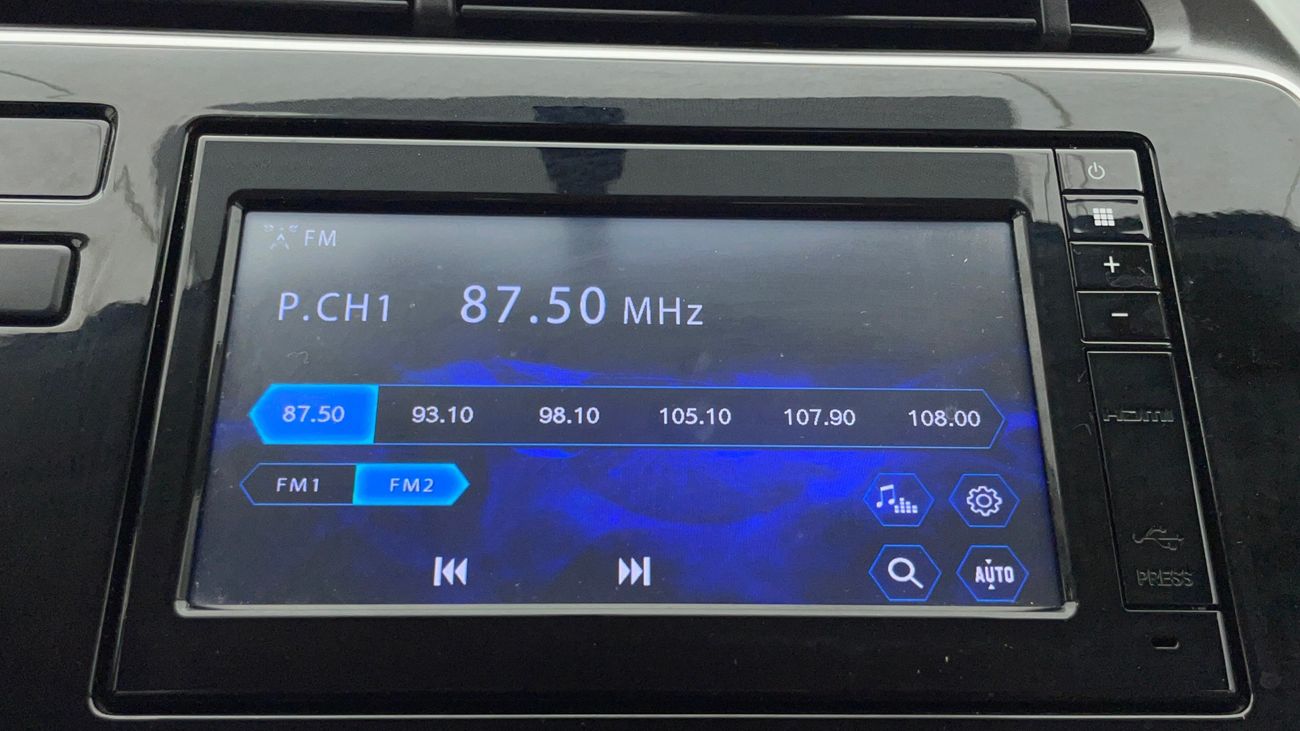 FM
P.CH1 87.50 MHz
87.50 93.10 98.10 105.10 107.90 108.00
FM1 FM2
AUTO
+
-
HDMI
PRESS